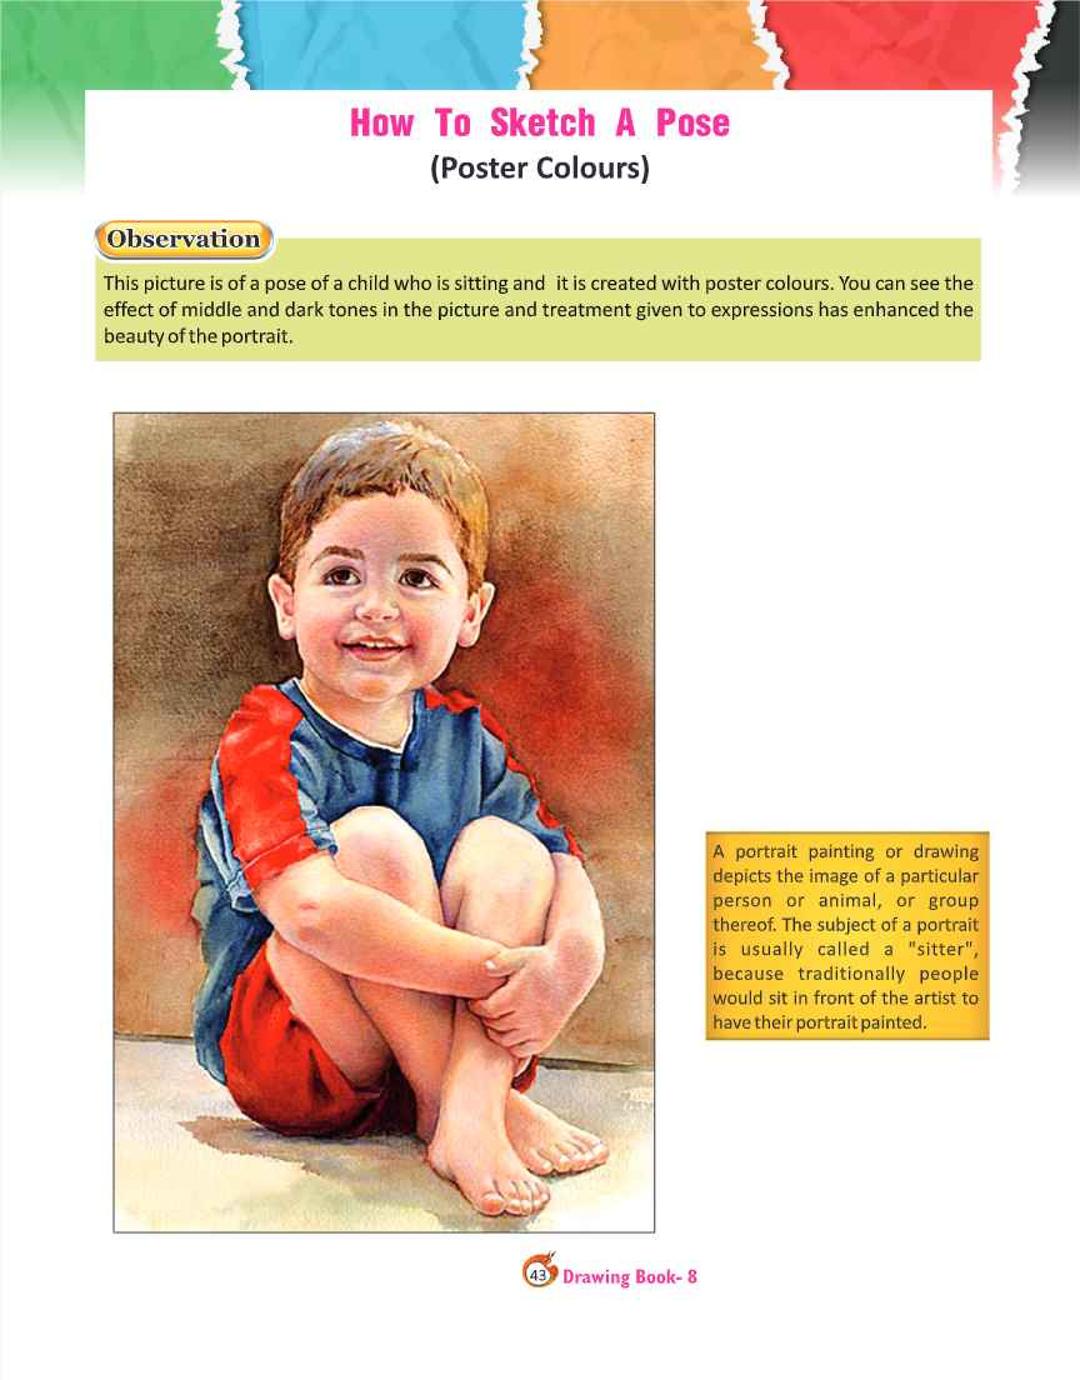 How To Sketch A Pose
(Poster Colours)
Observation
This picture is of a pose of a child who is sitting and it is created with poster colours. You can see the
effect of middle and dark tones in the picture and treatment given to expressions has enhanced the
beauty of the portrait.
A portrait painting or drawing
depicts the image of a particular
person or animal, or group
thereof. The subject of a portrait
is usually called a "sitter",
because traditionally people
would sit in front of the artist to
have their portrait painted.
43 Drawing Book- 8